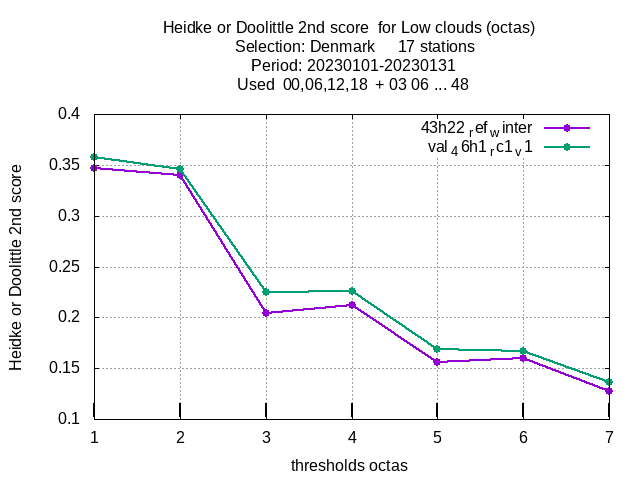 Heidke or Doolittle 2nd score  for Low clouds (octas)
Selection: Denmark     17 stations
Period: 20230101-20230131
Used  00,06,12,18  + 03 06 ... 48
43h22 ref winter
val 4 6h1 r c1 v 1
0.4
0.35
0.3
0.25
0.2
0.15
0.1
Heidke or Doolittle 2nd score
1 2 3 4 5 6 7
thresholds octas